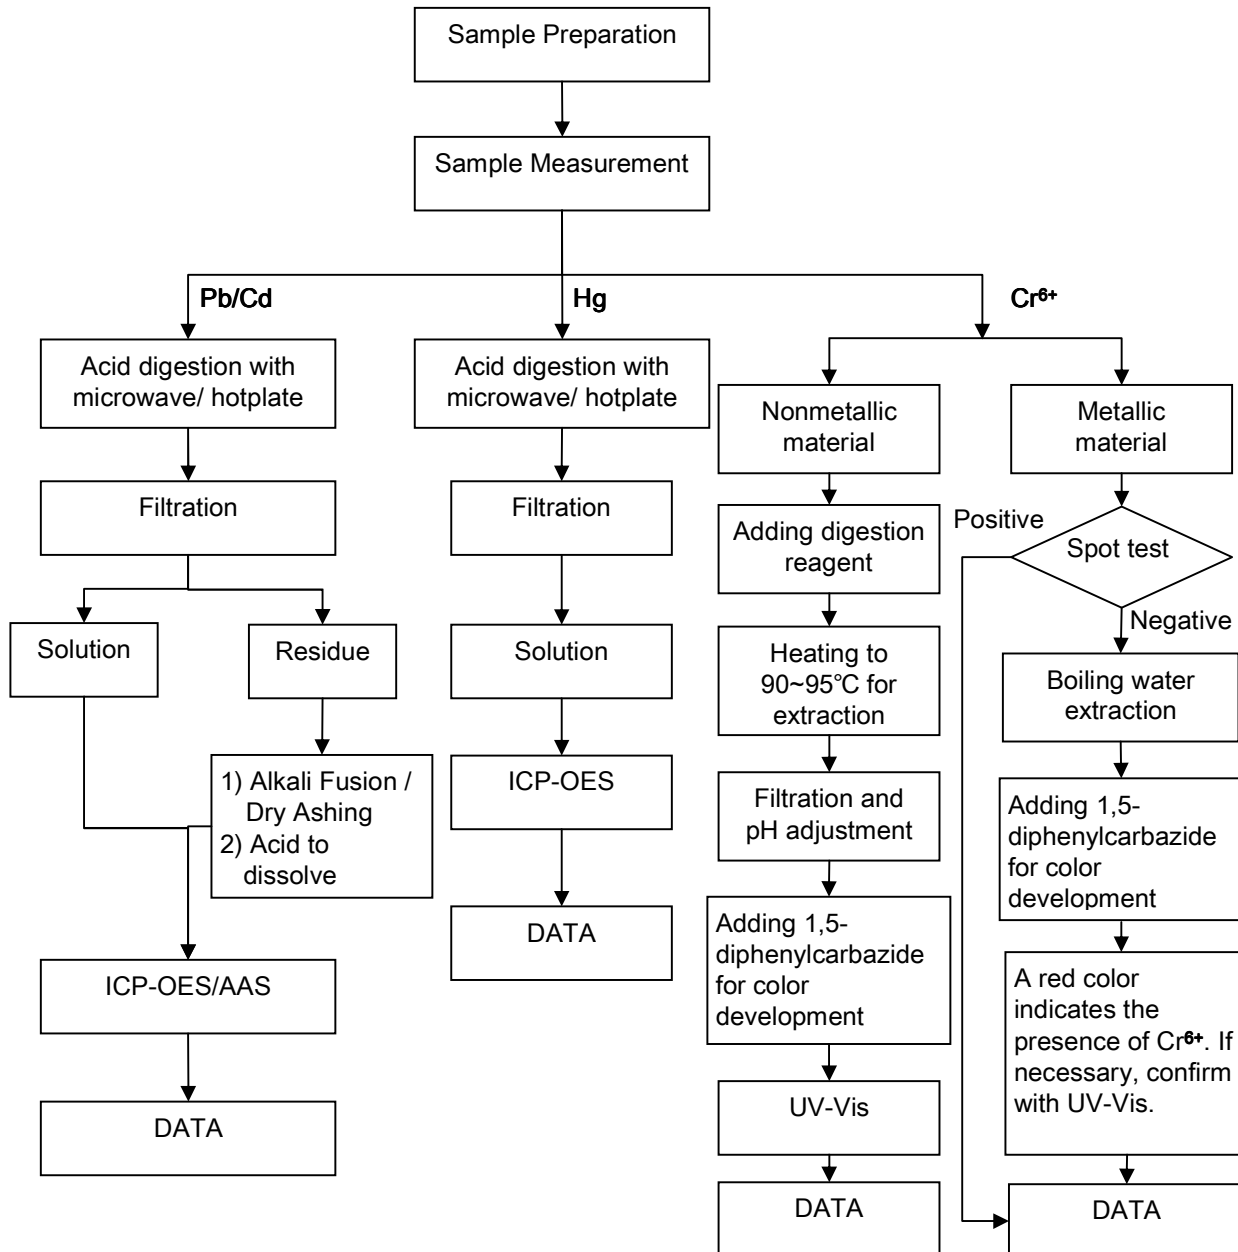 Sample Preparation
Sample Measurement
Pb/Cd
Hg
Cr⁶⁺
Acid digestion with
microwave/ hotplate
Filtration
Solution
Residue
1) Alkali Fusion /
Dry Ashing
2) Acid to
dissolve
ICP-OES/AAS
DATA
Acid digestion with
microwave/ hotplate
Filtration
Solution
ICP-OES
DATA
Nonmetallic
material
Adding digestion
reagent
Heating to
90~95℃ for
extraction
Filtration and
pH adjustment
Adding 1,5-
diphenylcarbazide
for color
development
UV-Vis
DATA
Metallic
material
Spot test
Positive
Negative
Boiling water
extraction
Adding 1,5-
diphenylcarbazide
for color
development
A red color
indicates the
presence of Cr⁶⁺. If
necessary, confirm
with UV-Vis.
DATA